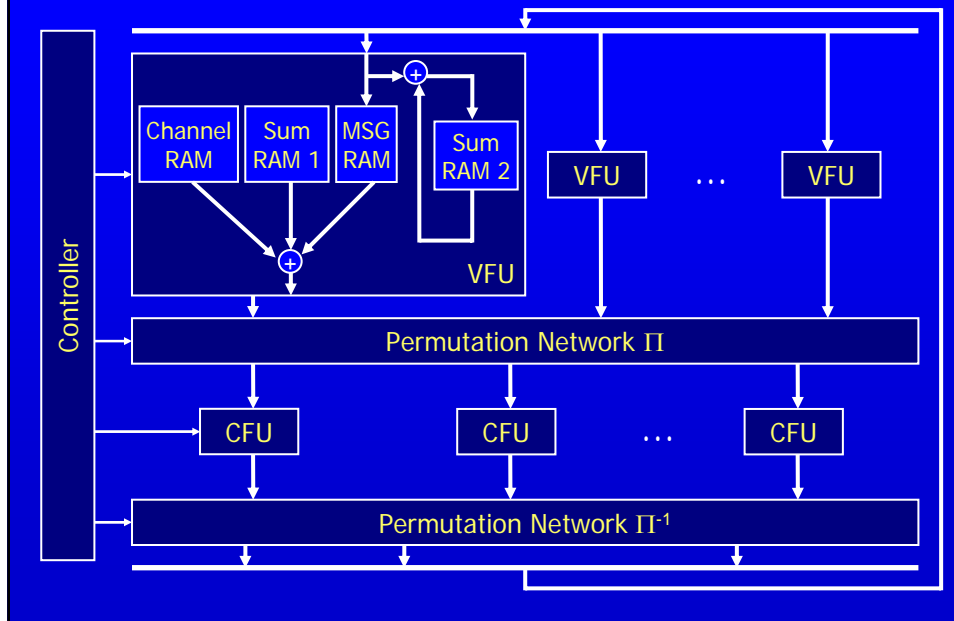 Controller
+
Channel
RAM
Sum
RAM 1
MSG
RAM
Sum
RAM 2
+
VFU
VFU
...
VFU
Permutation Network Π
CFU
CFU
...
CFU
Permutation Network Π-1